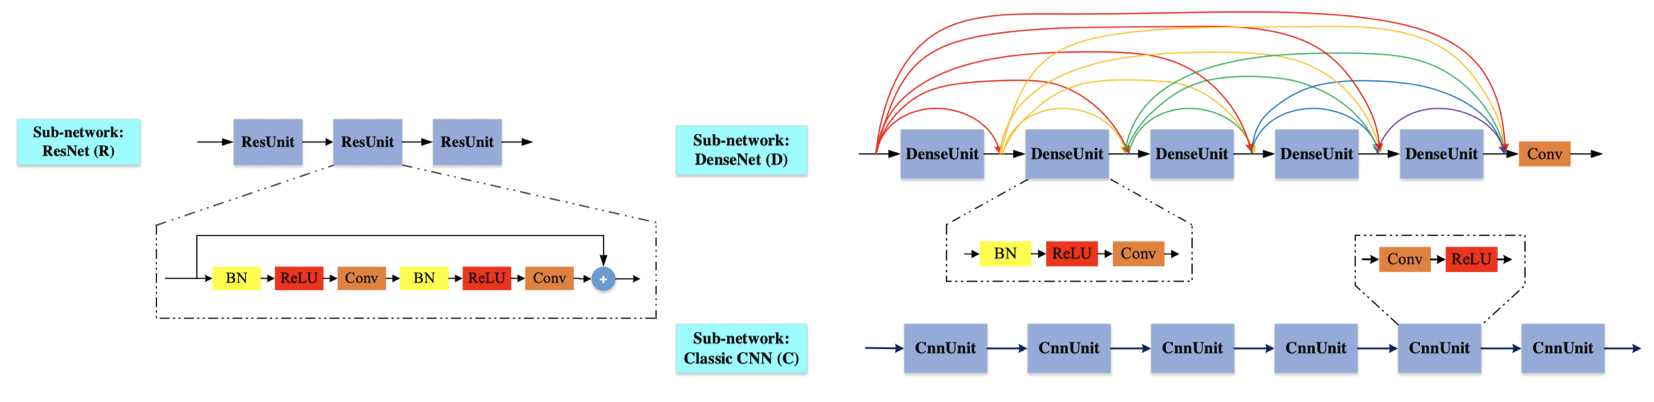 Sub-network:
ResNet (R)
ResUnit
ResUnit
ResUnit
BN
ReLU
Conv
BN
ReLU
Conv
+
Sub-network:
DenseNet (D)
DenseUnit
DenseUnit
DenseUnit
DenseUnit
DenseUnit
Conv
BN
ReLU
Conv
Conv
ReLU
Sub-network:
Classic CNN (C)
CnnUnit
CnnUnit
CnnUnit
CnnUnit
CnnUnit
CnnUnit